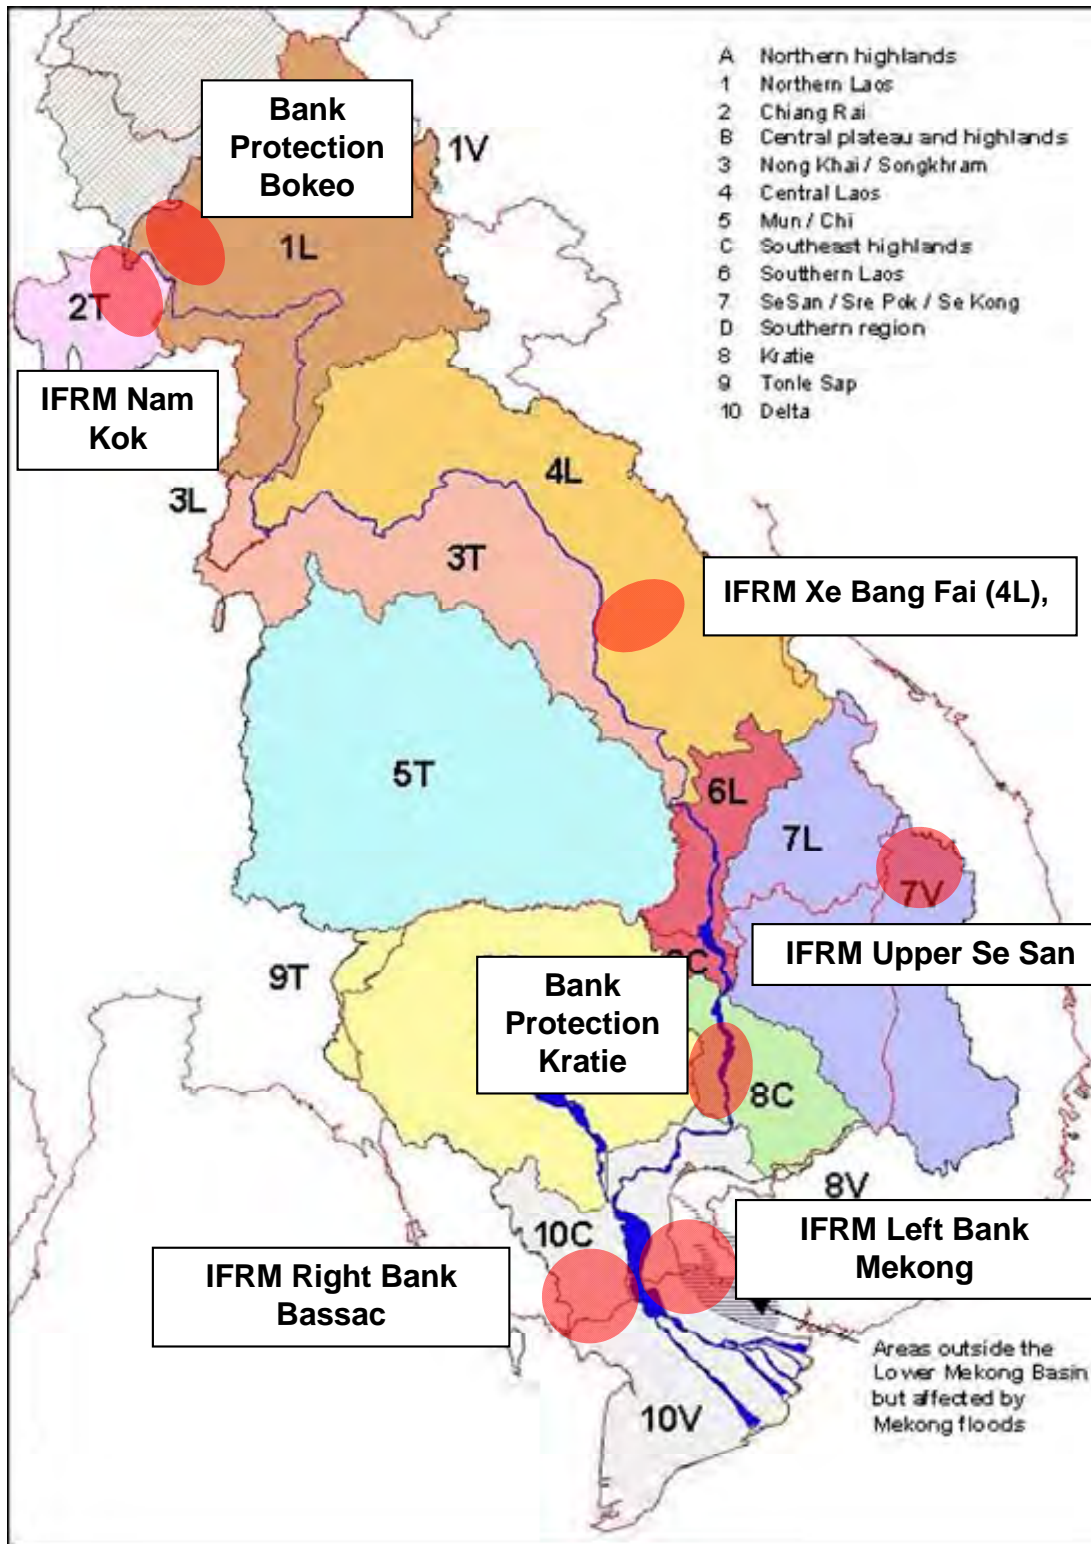 A Northern highlands
1 Northern Laos
2 Chiang Rai
B Central plateau and highlands
3 Nong Khai / Songkhram
4 Central Laos
5 Mun / Chi
C Southeast highlands
6 Southern Laos
7 SeSan / Sre Pok / Se Kong
D Southern region
8 Kratie
9 Tonle Sap
10 Delta
Bank
Protection
Bokeo
1V
1L
2T
IFRM Nam
Kok
3L
4L
3T
IFRM Xe Bang Fai (4L),
5T
6L
7L
7V
IFRM Upper Se San
9T
Bank
Protection
Kratie
8C
8V
10C
IFRM Left Bank
Mekong
IFRM Right Bank
Bassac
Areas outside the
Lower Mekong Basin
but affected by
Mekong floods
10V